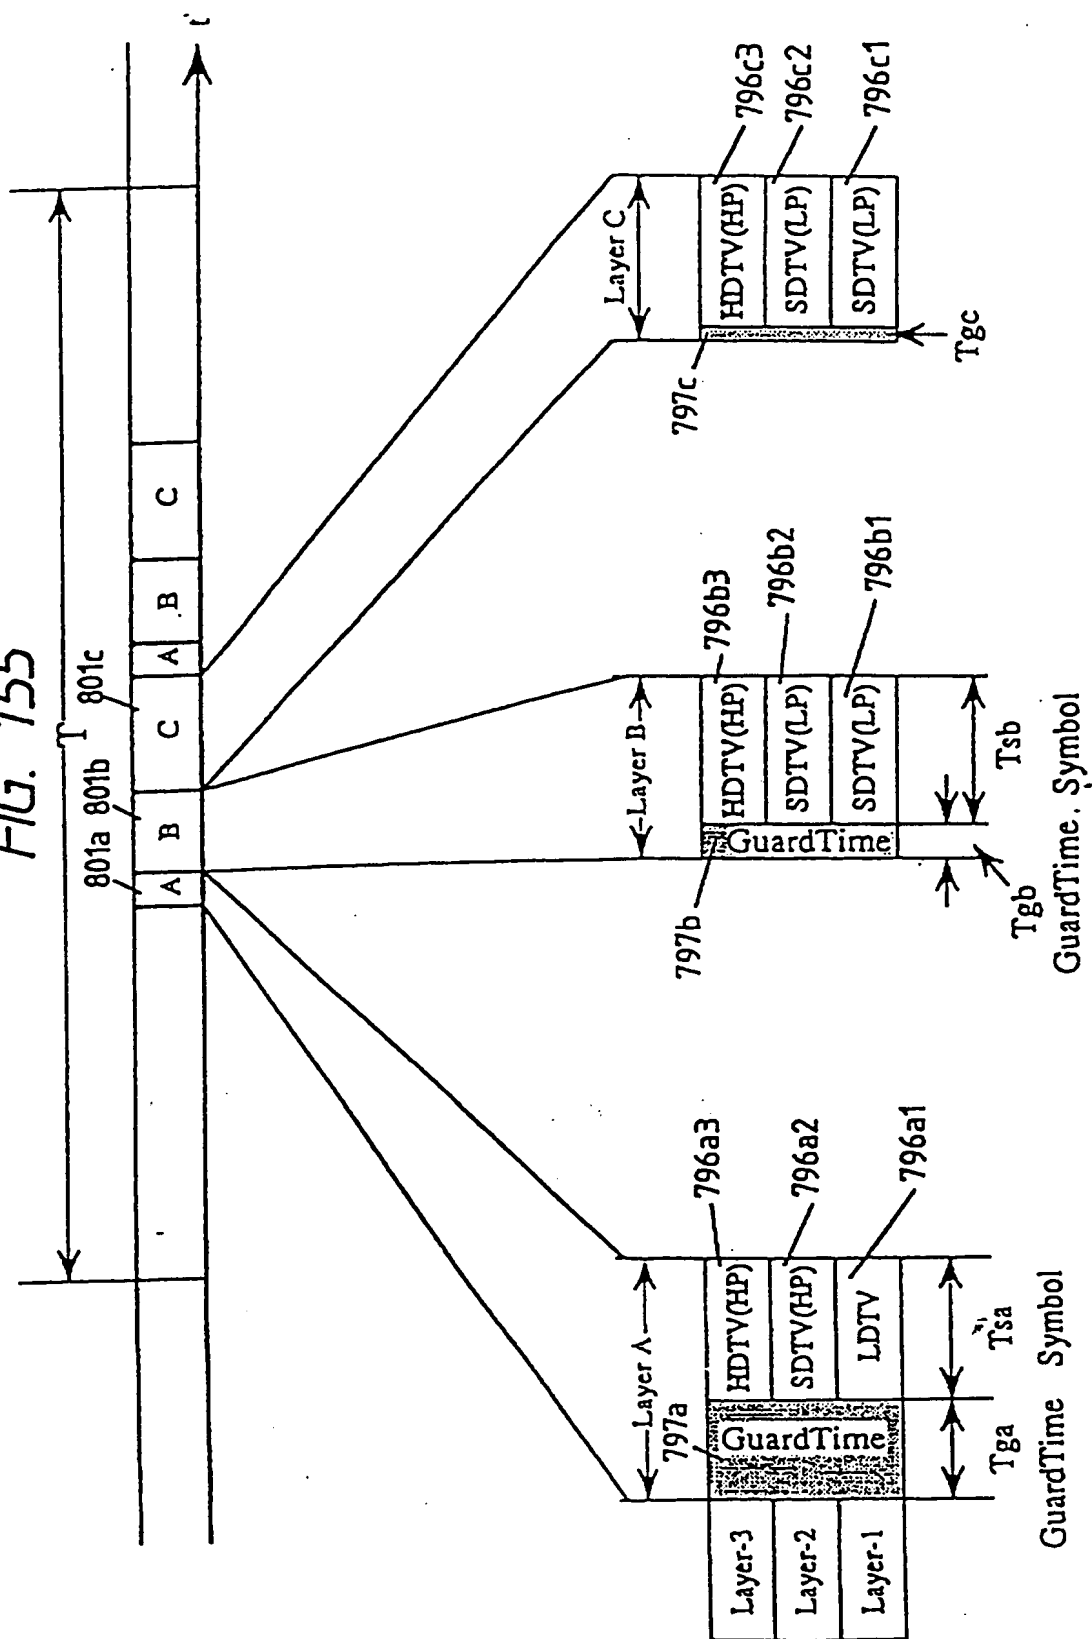 FIG. 155
T
t
801a 801b 801c
A B C A B C
Layer A
797a
GuardTime
HDTV(HP)
SDTV(HP)
LDTV
796a3
796a2
796a1
Layer-3
Layer-2
Layer-1
Tga
Tsa
GuardTime Symbol
Layer B
797b
GuardTime
HDTV(HP)
SDTV(LP)
SDTV(LP)
796b3
796b2
796b1
Tgb
Tsb
GuardTime, Symbol
Layer C
797c
HDTV(HP)
SDTV(LP)
SDTV(LP)
796c3
796c2
796c1
Tgc